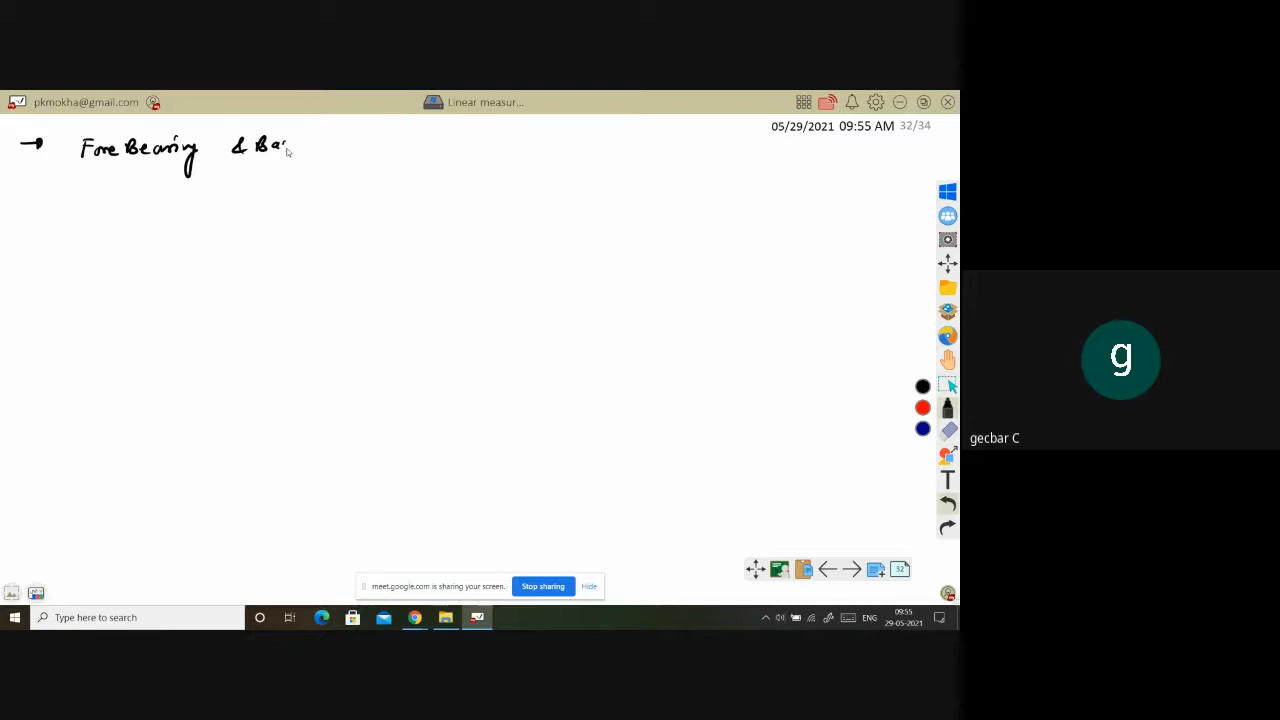 pkmokha@gmail.com
Linear measur...
05/29/2021 09:55 AM 32/34
→ Fore Bearing & Ba
g
gecbar C
T
32
meet.google.com is sharing your screen. Stop sharing Hide
Type here to search
ENG
09:55
29-05-2021